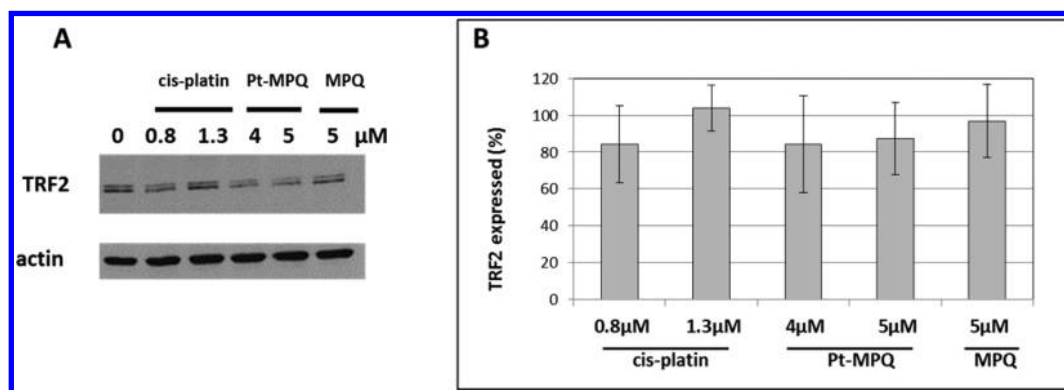 A
cis-platin Pt-MPQ MPQ
0 0.8 1.3 4 5 5 μM
TRF2
actin
B
TRF2 expressed (%)
120
100
80
60
40
20
0
0.8μM 1.3μM 4μM 5μM 5μM
cis-platin Pt-MPQ MPQ